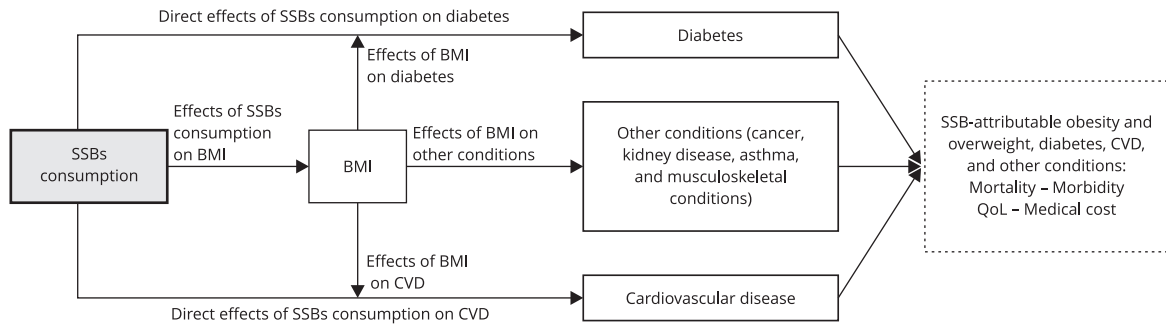 Direct effects of SSBs consumption on diabetes
Diabetes
Effects of BMI
on diabetes
Effects of SSBs
consumption
on BMI
SSBs
consumption
BMI
Effects of BMI on
other conditions
Other conditions (cancer,
kidney disease, asthma,
and musculoskeletal
conditions)
SSB-attributable obesity and
overweight, diabetes, CVD,
and other conditions:
Mortality – Morbidity
QoL – Medical cost
Effects of BMI
on CVD
Cardiovascular disease
Direct effects of SSBs consumption on CVD